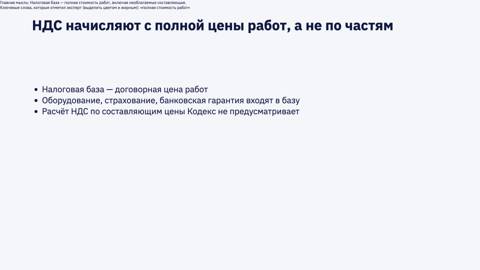 Главная мысль: Налоговая база — полная стоимость работ, включая необлагаемые составляющие.
Ключевые слова, которые отметил эксперт (выделить цветом и жирным): «полная стоимость работ»
НДС начисляют с полной цены работ, а не по частям
• Налоговая база — договорная цена работ
• Оборудование, страхование, банковская гарантия входят в базу
• Расчёт НДС по составляющим цены Кодекс не предусматривает